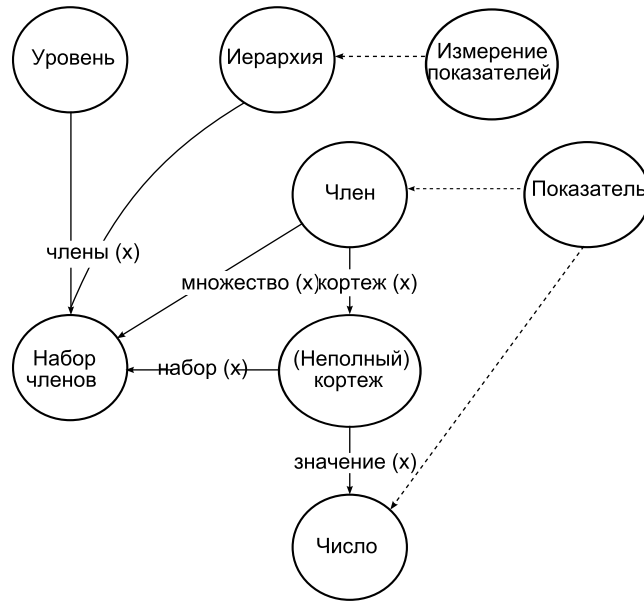 Уровень
Иерархия
Измерение
показателей
Член
Показатель
члены (x)
множество (x)
кортеж (x)
Набор
членов
набор (x)
(Неполный)
кортеж
значение (x)
Число